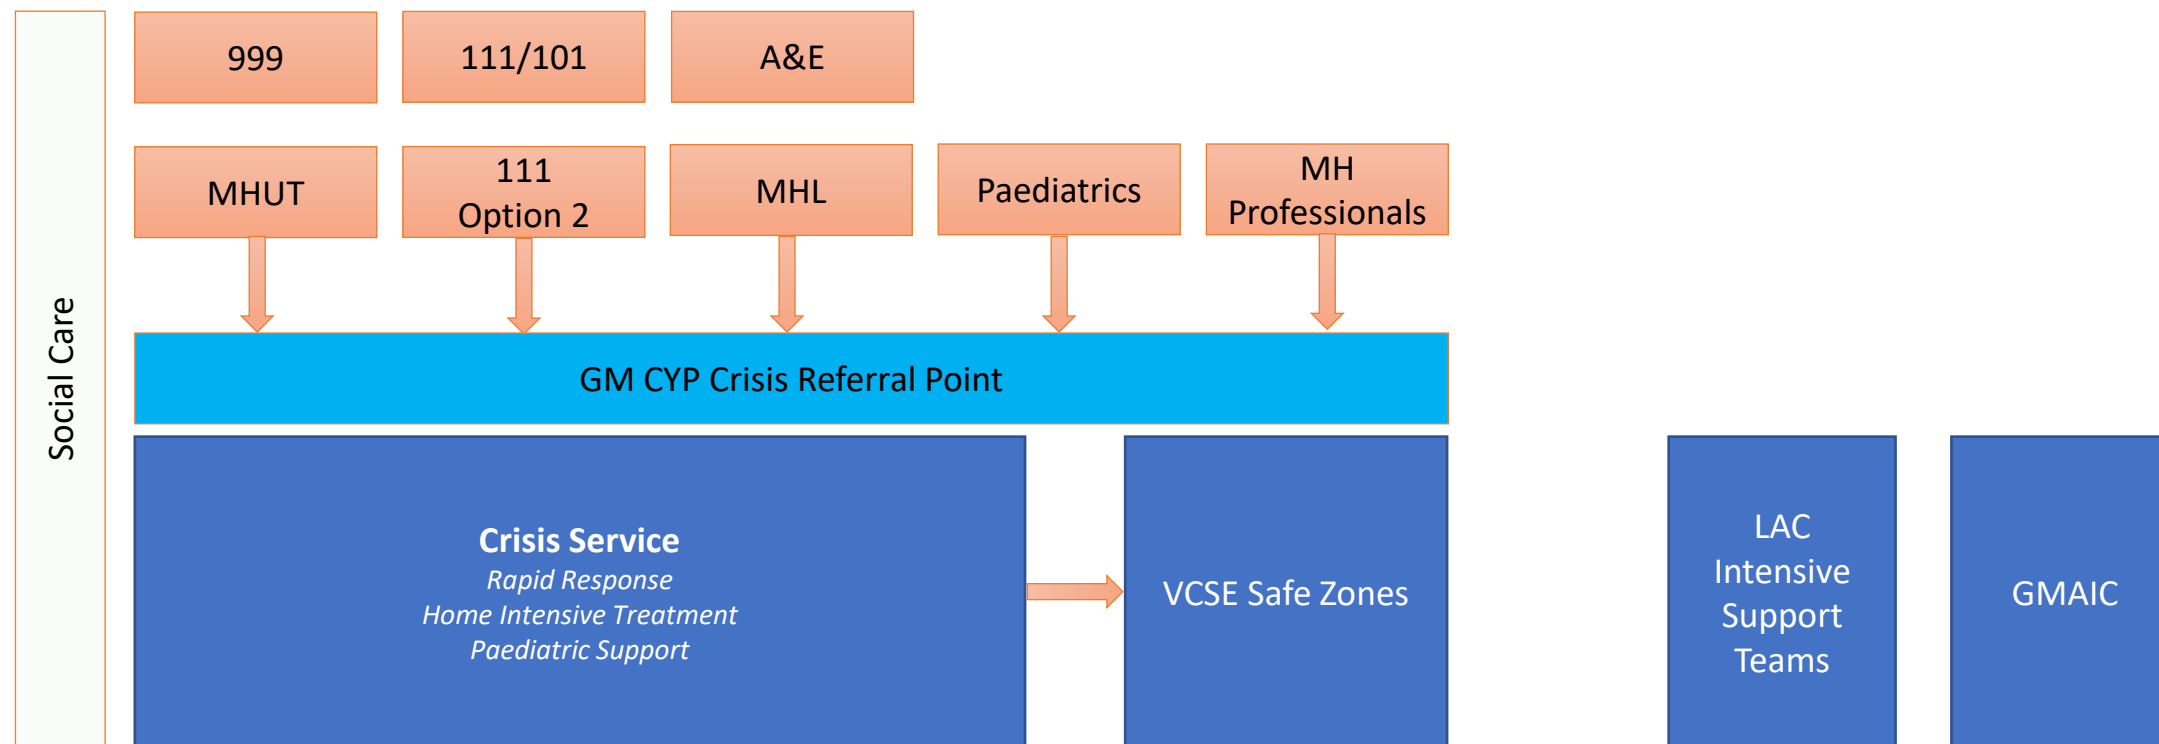 Social Care
999
111/101
A&E
MHUT
111
Option 2
MHL
Paediatrics
MH
Professionals
GM CYP Crisis Referral Point
Crisis Service
Rapid Response
Home Intensive Treatment
Paediatric Support
VCSE Safe Zones
LAC
Intensive
Support
Teams
GMAIC